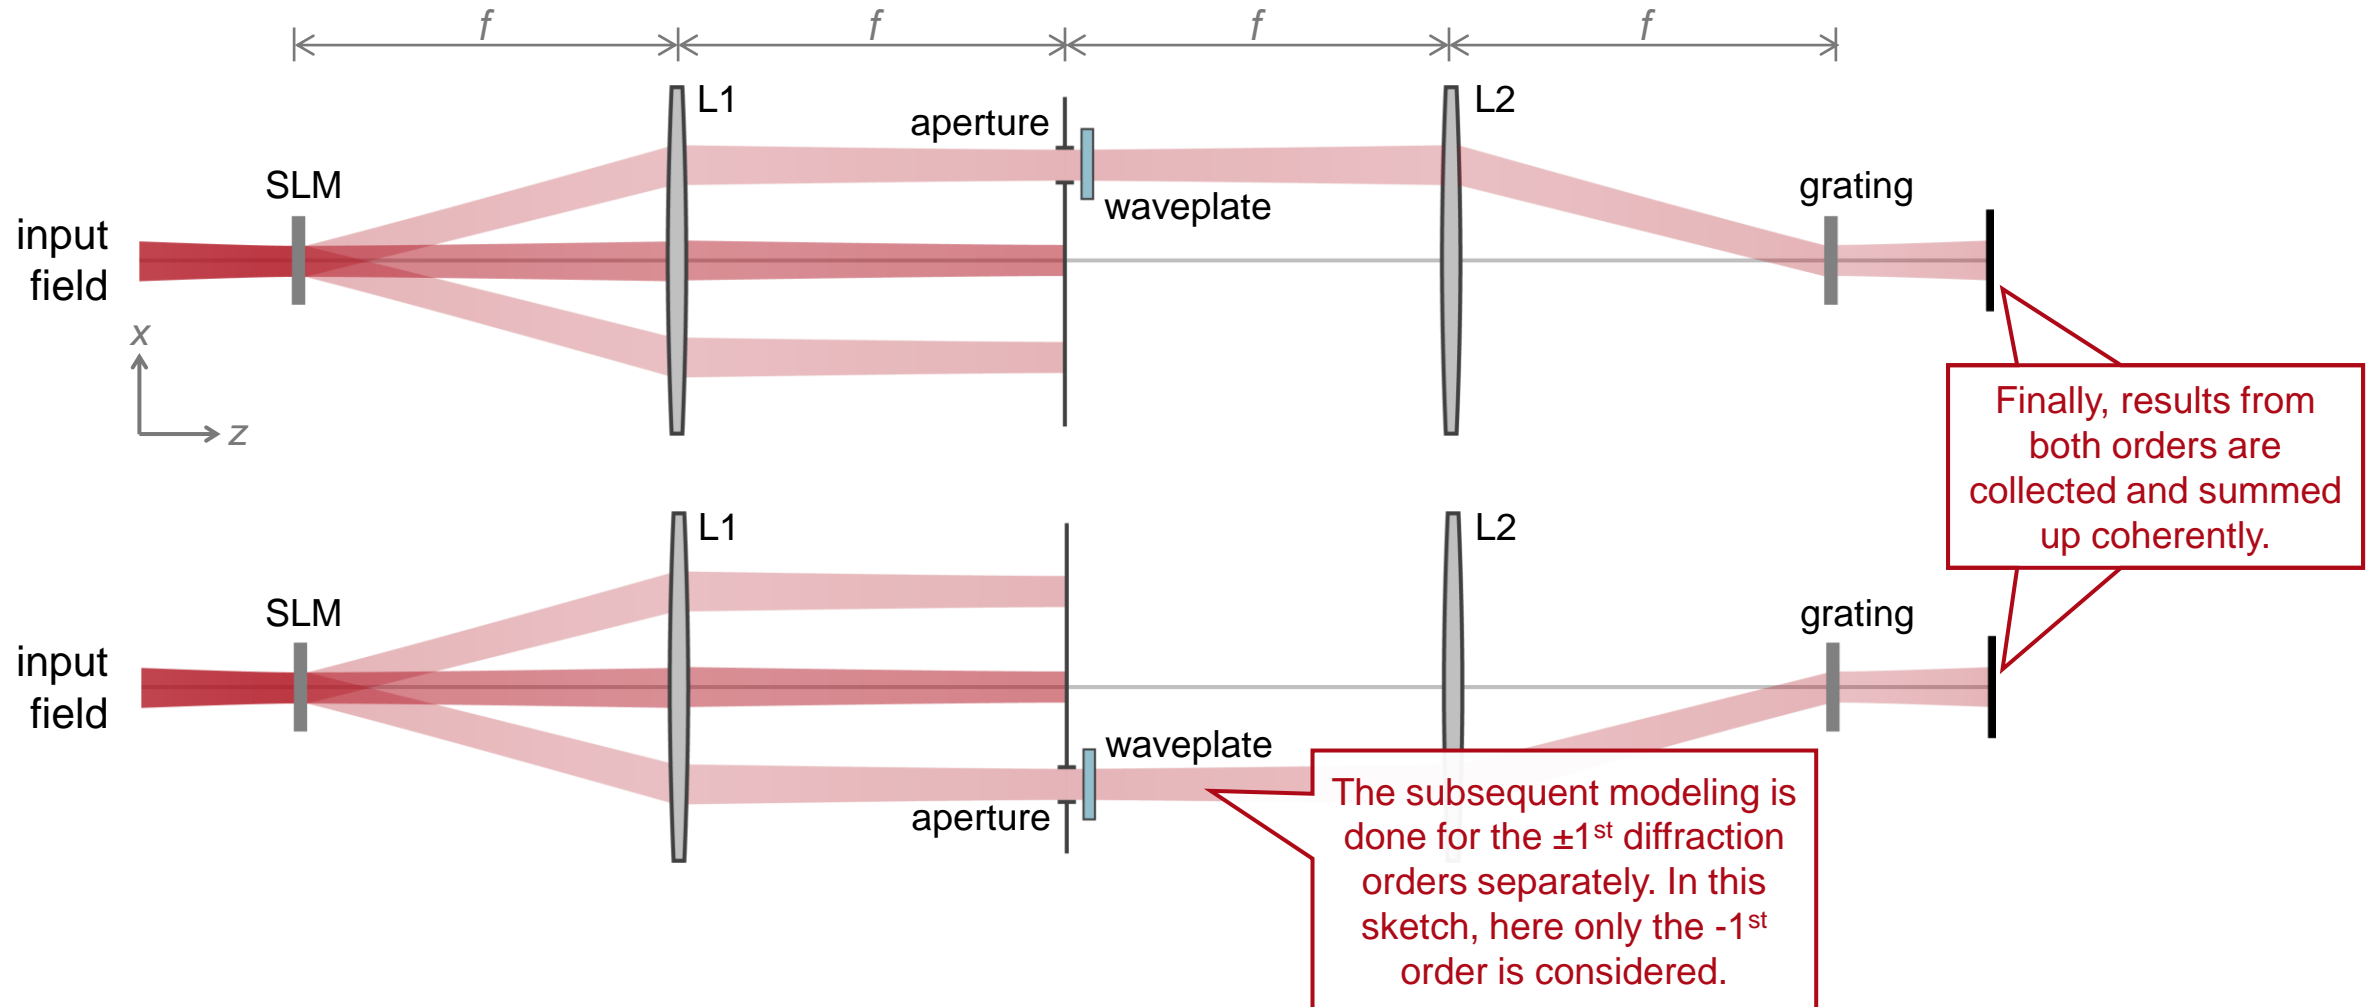 f f f f
L1
L2
aperture
SLM
grating
waveplate
input
field
x
z
Finally, results from
both orders are
collected and summed
up coherently.
L1
L2
SLM
grating
input
field
waveplate
aperture
The subsequent modeling is
done for the ±1st diffraction
orders separately. In this
sketch, here only the -1st
order is considered.